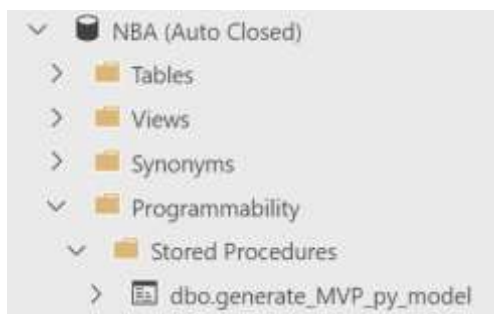 NBA (Auto Closed)
Tables
Views
Synonyms
Programmability
Stored Procedures
dbo.generate_MVP_py_model